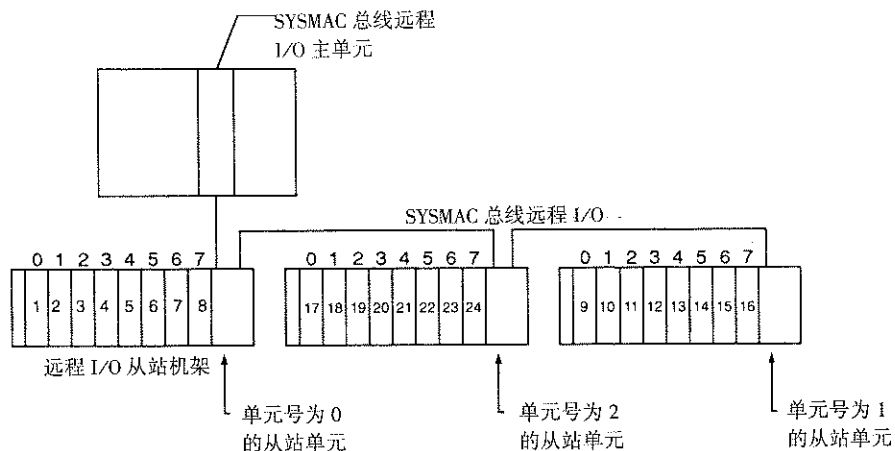 SYSMAC 总线远程
I/O 主单元
SYSMAC 总线远程 I/O
0 1 2 3 4 5 6 7
0 1 2 3 4 5 6 7
0 1 2 3 4 5 6 7
1 2 3 4 5 6 7 8
17 18 19 20 21 22 23 24
9 10 11 12 13 14 15 16
远程 I/O 从站机架
单元号为 0
的从站单元
单元号为 2
的从站单元
单元号为 1
的从站单元